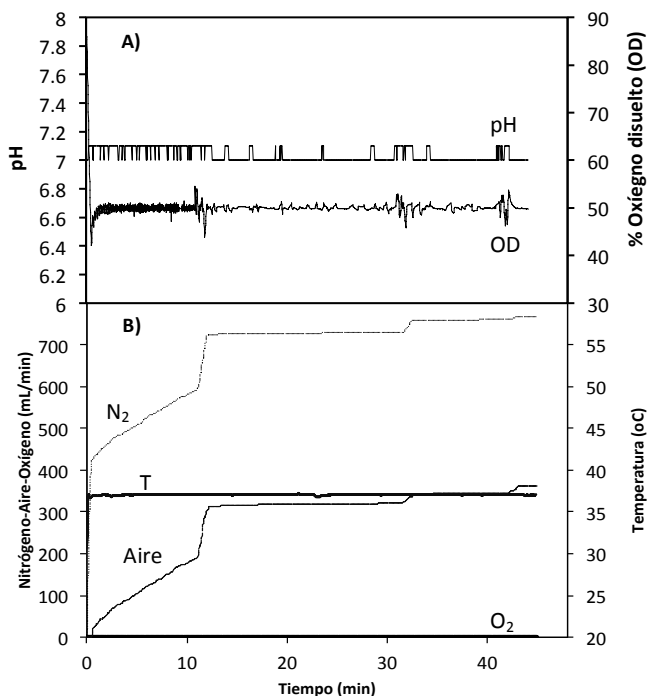 A)
pH
8
7.8
7.6
7.4
7.2
7
6.8
6.6
6.4
6.2
6
pH
OD
90
80
70
60
50
40
30
% Oxíegno disuelto (OD)
B)
Nitrógeno-Aire-Oxígeno (mL/min)
700
600
500
400
300
200
100
0
N2
T
Aire
O2
55
50
45
40
35
30
25
20
Temperatura (oC)
0 10 20 30 40
Tiempo (min)